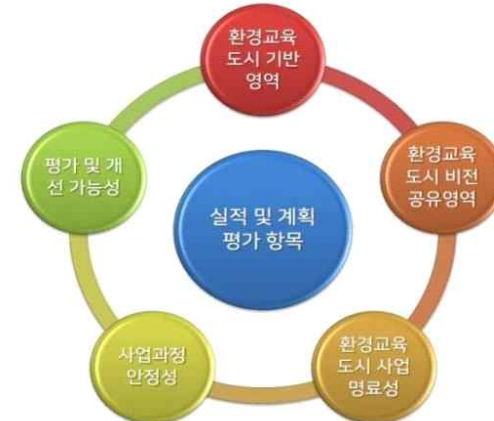 환경교육
도시 기반
영역
환경교육
도시 비전
공유영역
환경교육
도시 사업
명료성
사업과정
안정성
평가 및 개
선 가능성
실적 및 계획
평가 항목